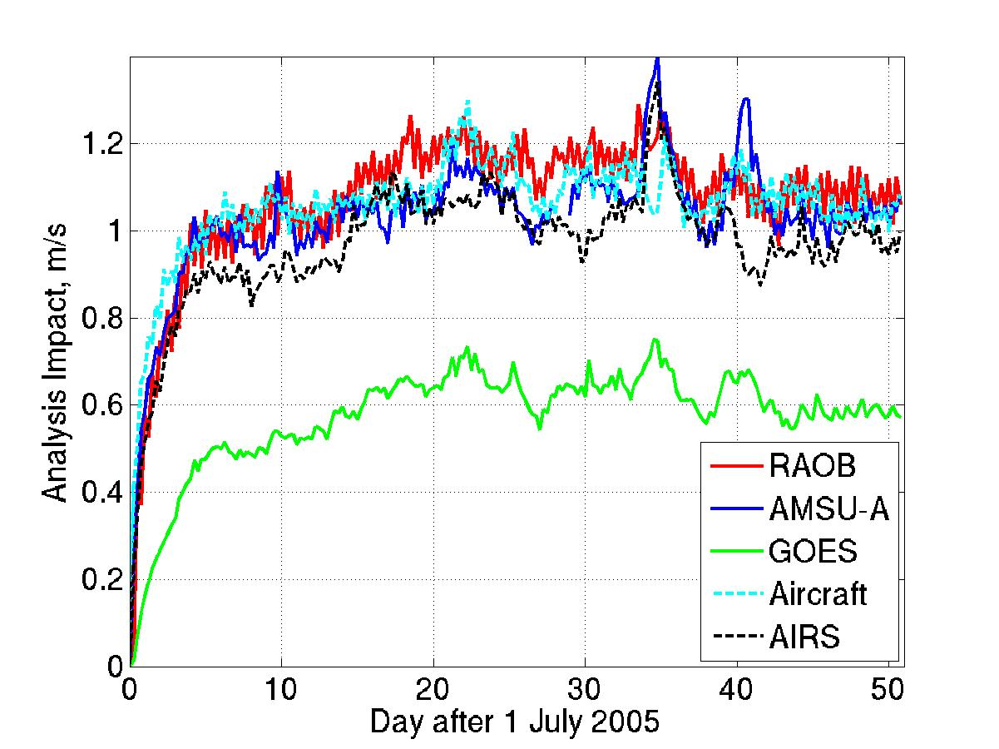 Analysis Impact, m/s
1.2
1
0.8
0.6
0.4
0.2
0
0 10 20 30 40 50
Day after 1 July 2005
RAOB
AMSU-A
GOES
Aircraft
AIRS